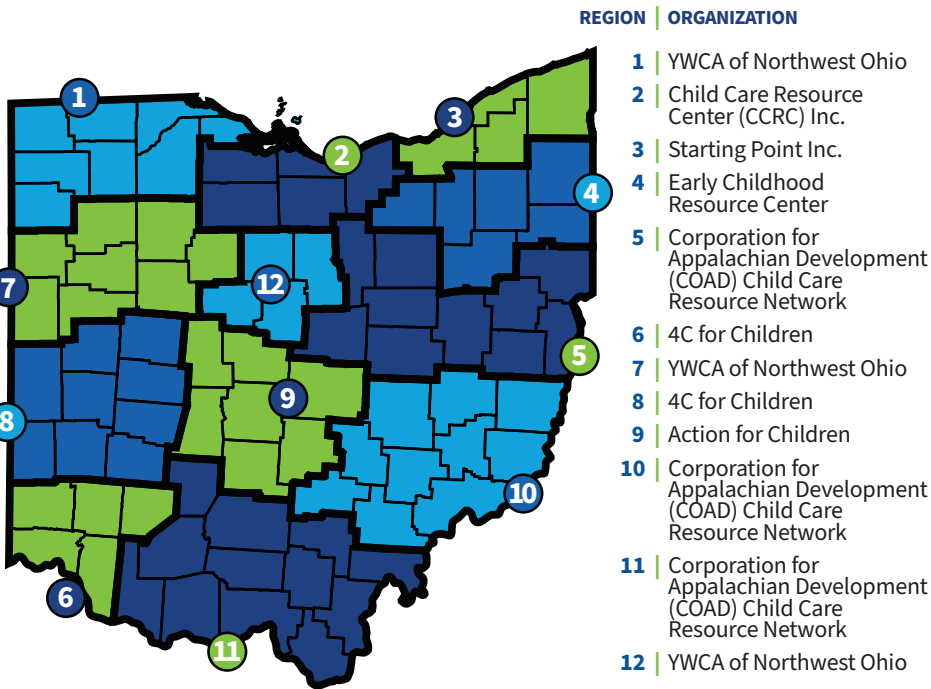 REGION | ORGANIZATION
1 | YWCA of Northwest Ohio
2 | Child Care Resource
Center (CCRC) Inc.
3 | Starting Point Inc.
4 | Early Childhood
Resource Center
5 | Corporation for
Appalachian Development
(COAD) Child Care
Resource Network
6 | 4C for Children
7 | YWCA of Northwest Ohio
8 | 4C for Children
9 | Action for Children
10 | Corporation for
Appalachian Development
(COAD) Child Care
Resource Network
11 | Corporation for
Appalachian Development
(COAD) Child Care
Resource Network
12 | YWCA of Northwest Ohio
1
3
2
4
12
7
5
9
8
10
6
11